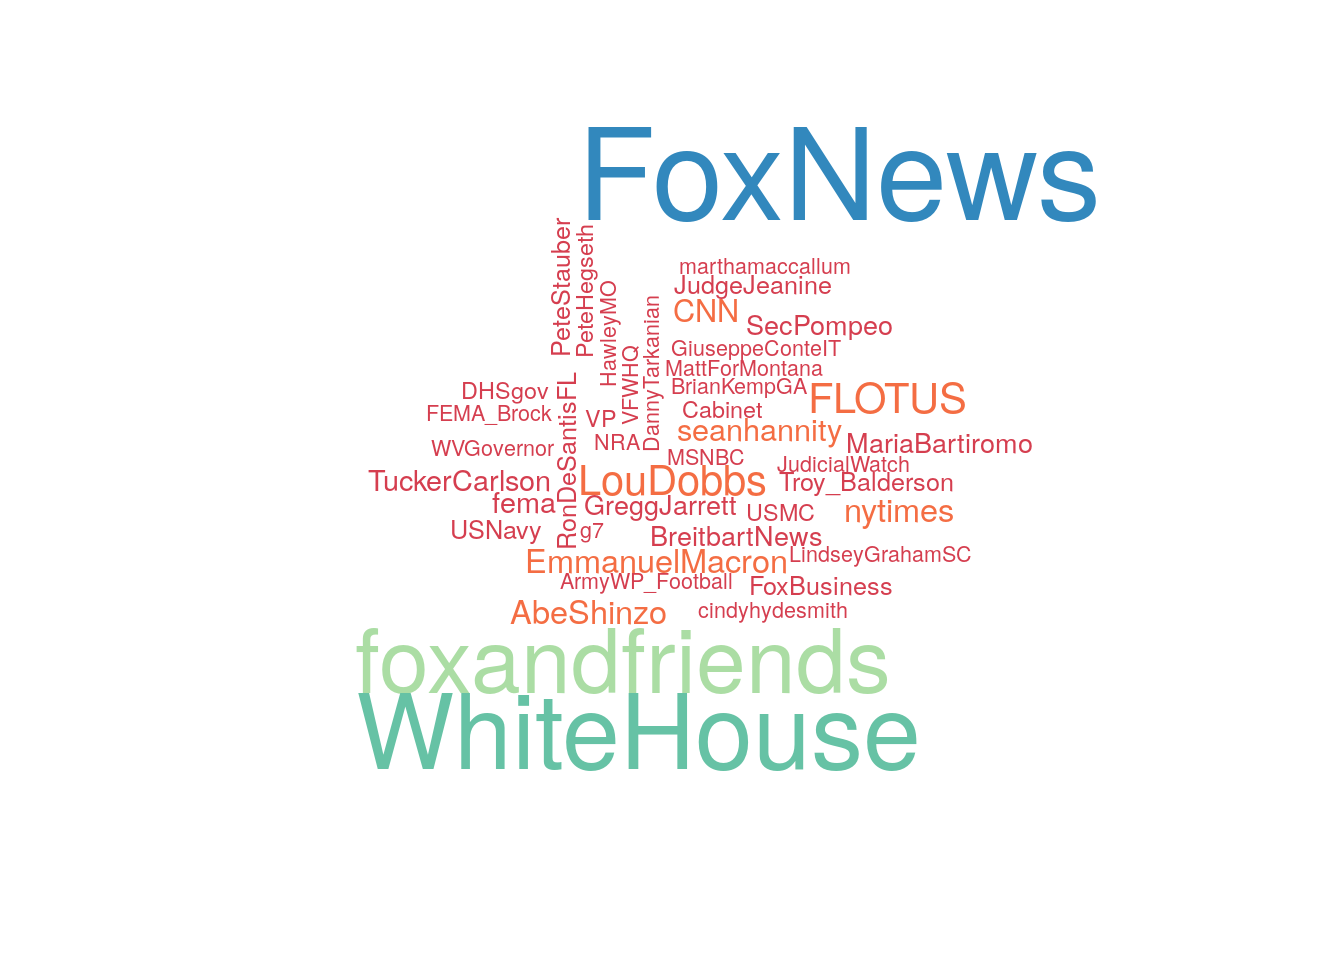 FoxNews
PeteStauber
PeteHegseth
marthamaccallum
JudgeJeanine
HawleyMO
CNN
DannyTarkanian
SecPompeo
VFWHQ
GiuseppeConteIT
MattForMontana
BrianKempGA
DHSgov
RonDeSantisFL
FLOTUS
FEMA_Brock
VP
Cabinet
seanhannity
WVGovernor
NRA
MariaBartiromo
MSNBC
JudicialWatch
TuckerCarlson
LouDobbs
Troy_Balderson
fema
GreggJarrett
USMC
nytimes
USNavy
g7
BreitbartNews
EmmanuelMacron
LindseyGrahamSC
ArmyWP_Football
FoxBusiness
AbeShinzo
cindyhydesmith
foxandfriends
WhiteHouse